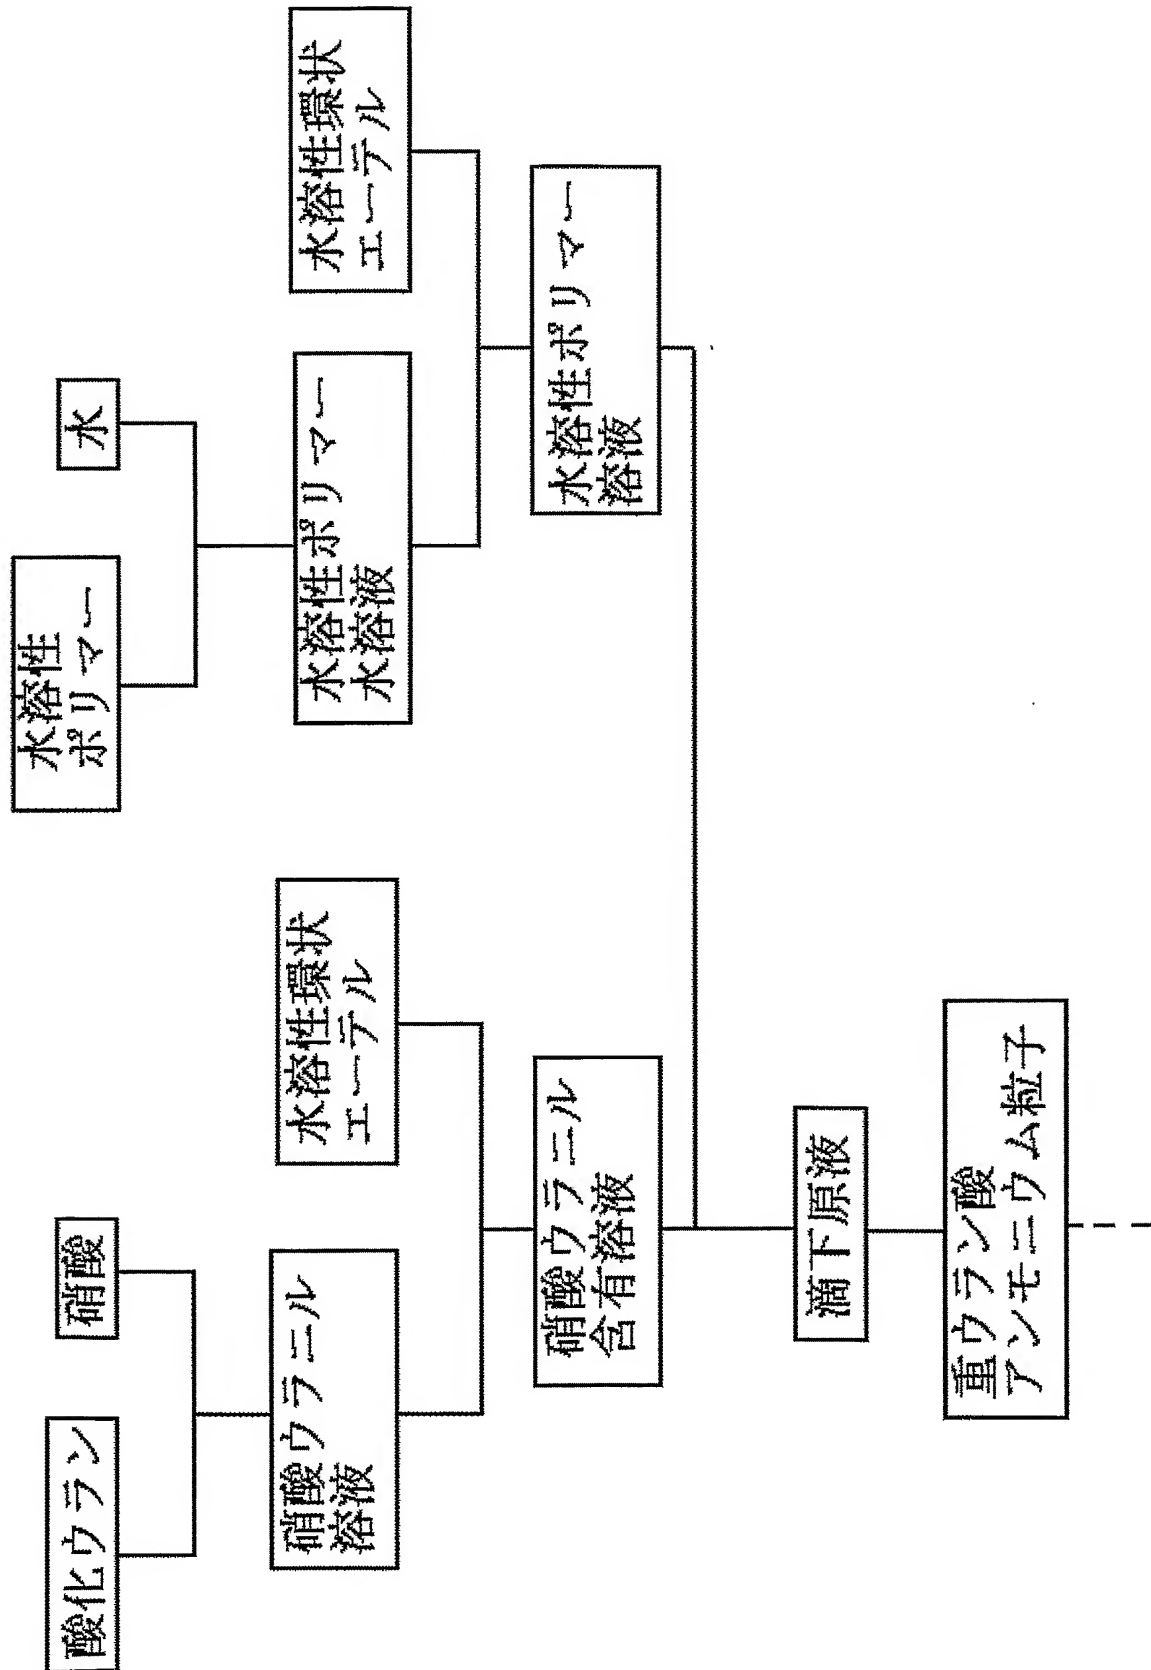 酸化ウラン
硝酸
水溶性
ポリマー
水
硝酸ウラニル
溶液
水溶性環状
エーテル
水溶性ポリマー
水溶液
水溶性環状
エーテル
硝酸ウラニル
含有溶液
水溶性ポリマー
溶液
滴下原液
重ウラン酸
アンモニウム粒子